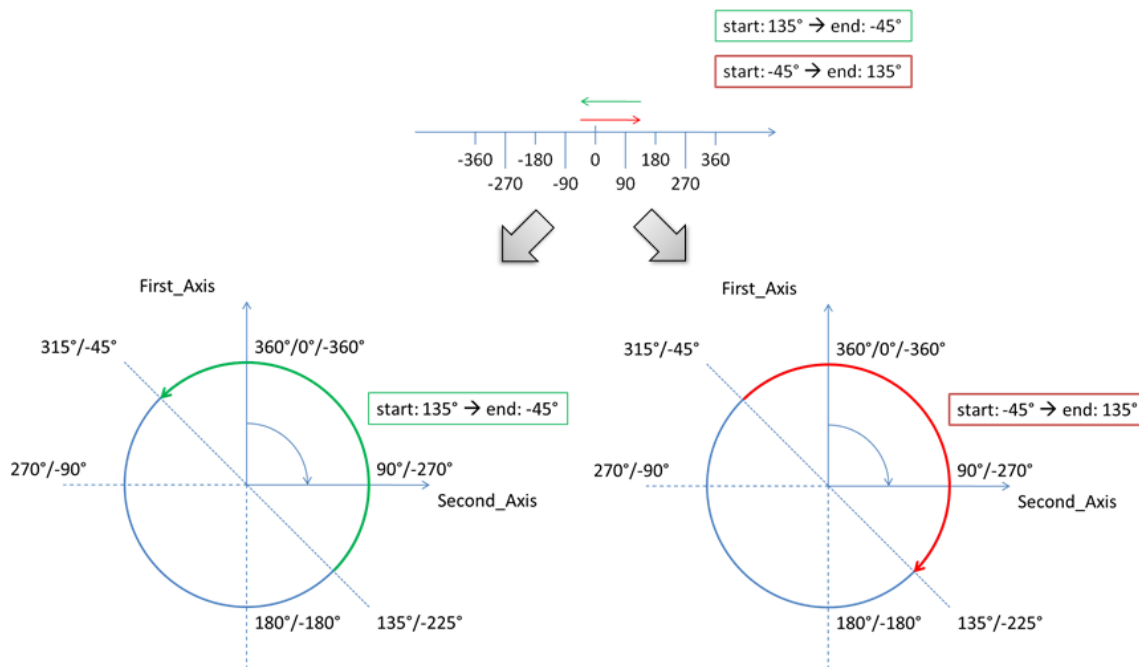 start: 135° → end: -45°
start: -45° → end: 135°
-360 -180 0 180 360
-270 -90 90 270
First_Axis
315°/-45°
360°/0°/-360°
start: 135° → end: -45°
270°/-90°
90°/-270°
Second_Axis
180°/-180°
135°/-225°
First_Axis
315°/-45°
360°/0°/-360°
start: -45° → end: 135°
270°/-90°
90°/-270°
Second_Axis
180°/-180°
135°/-225°